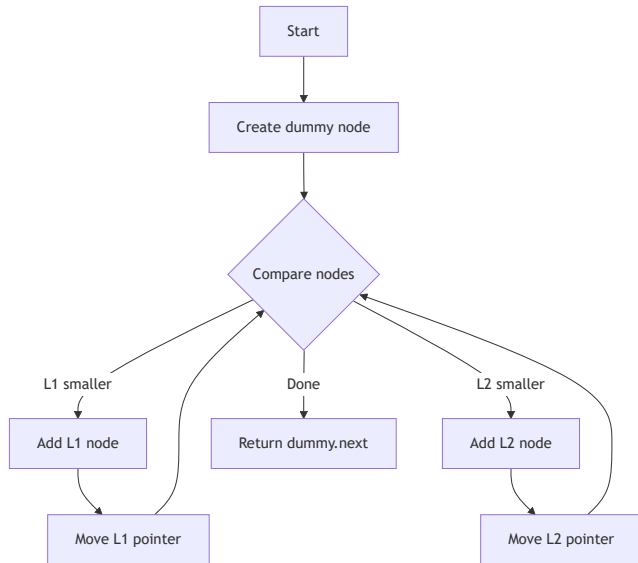 Start
Create dummy node
Compare nodes
L1 smaller
Done
L2 smaller
Add L1 node
Return dummy.next
Add L2 node
Move L1 pointer
Move L2 pointer